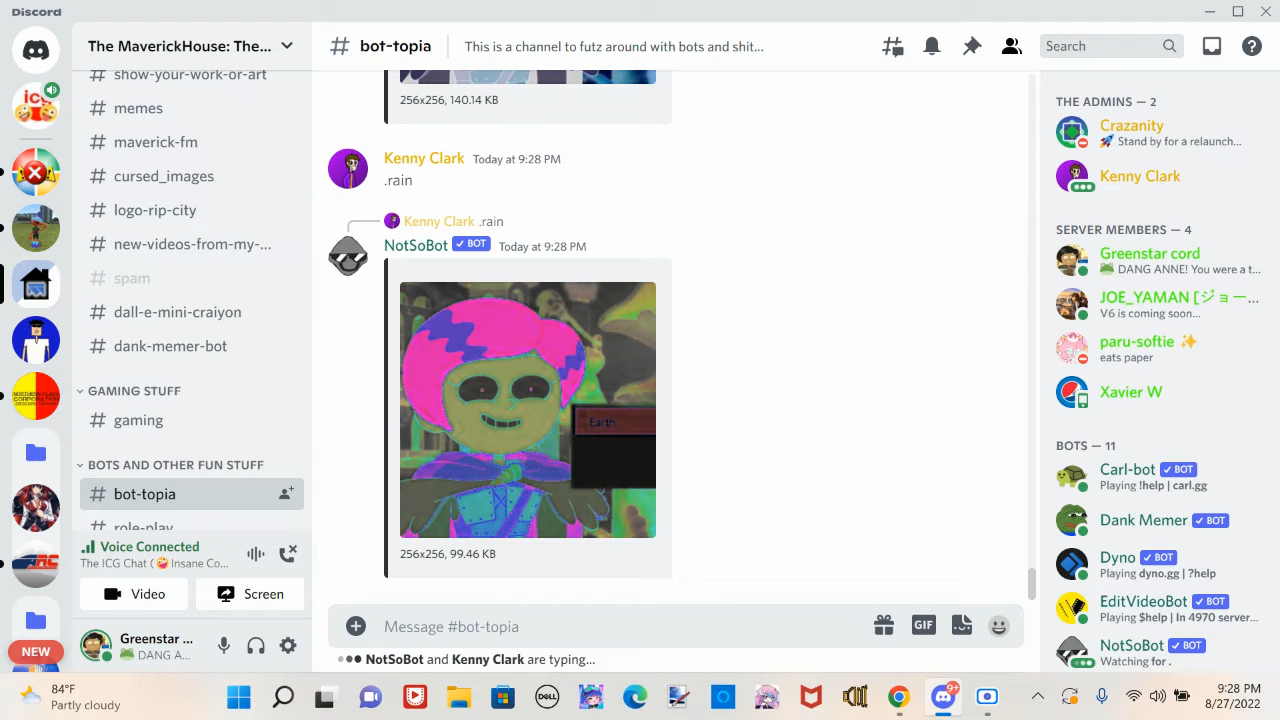 Discord
The MaverickHouse: The...
# bot-topia
This is a channel to futz around with bots and shit...
Search
# show-your-work-or-art
# memes
# maverick-fm
# cursed_images
# logo-rip-city
# new-videos-from-my-...
# spam
# dall-e-mini-craiyon
# dank-memer-bot
GAMING STUFF
# gaming
BOTS AND OTHER FUN STUFF
# bot-topia
# role-play
Voice Connected
The ICG Chat ( Insane Co...
Video
Screen
Greenstar ...
DANG A...
NEW
256x256, 140.14 KB
Kenny Clark Today at 9:28 PM
.rain
Kenny Clark .rain
NotSoBot ✓ BOT Today at 9:28 PM
Earth
256x256, 99.46 KB
Message #bot-topia
GIF
NotSoBot and Kenny Clark are typing...
THE ADMINS — 2
Crazanity
🚀 Stand by for a relaunch...
Kenny Clark
SERVER MEMBERS — 4
Greenstar cord
🐸 DANG ANNE! You were a t...
JOE_YAMAN [ジョー...
V6 is coming soon...
paru-softie ✨
eats paper
Xavier W
BOTS — 11
Carl-bot ✓ BOT
Playing !help | carl.gg
Dank Memer ✓ BOT
Dyno ✓ BOT
Playing dyno.gg | ?help
EditVideoBot ✓ BOT
Playing $help | In 4970 server...
NotSoBot ✓ BOT
Watching for .
84°F
Partly cloudy
DELL
9+
9:28 PM
8/27/2022